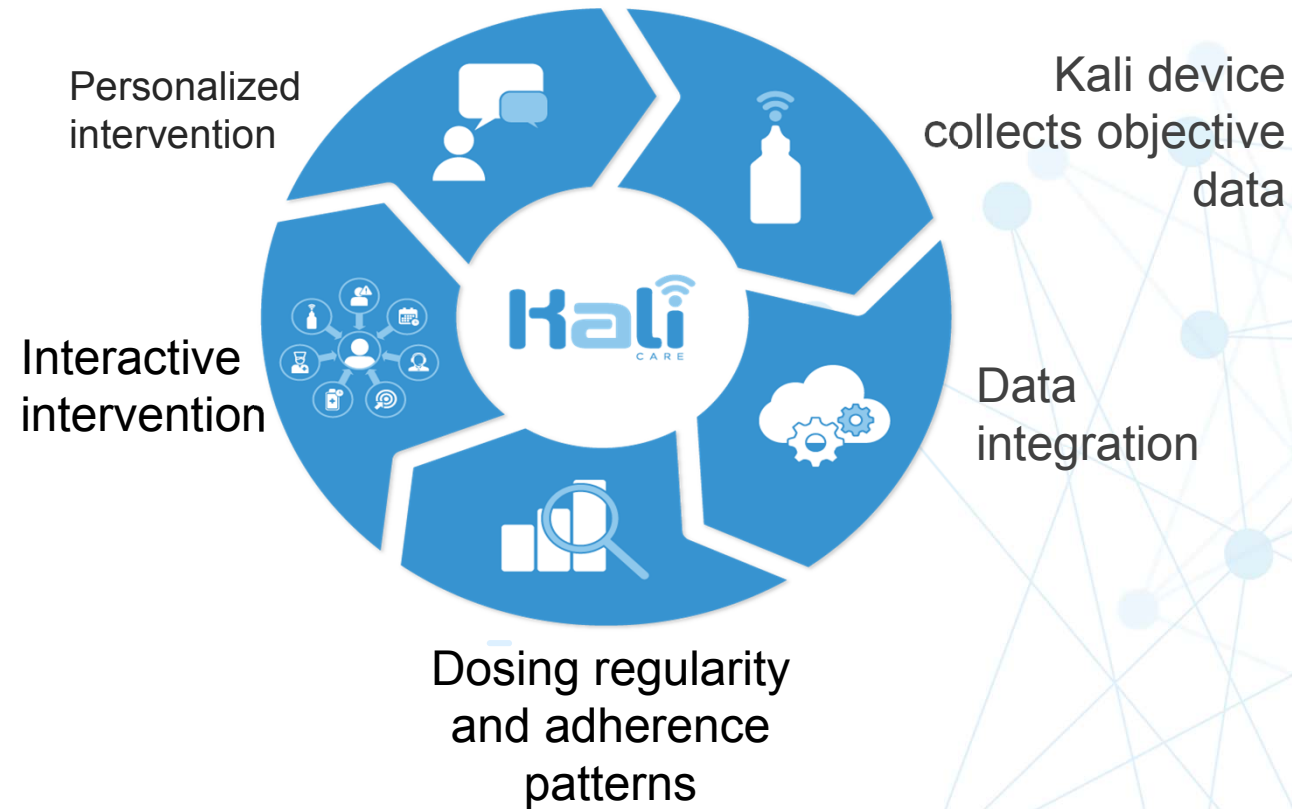 Personalized
intervention
Kali device
collects objective
data
Kali
CARE
Interactive
intervention
Data
integration
Dosing regularity
and adherence
patterns